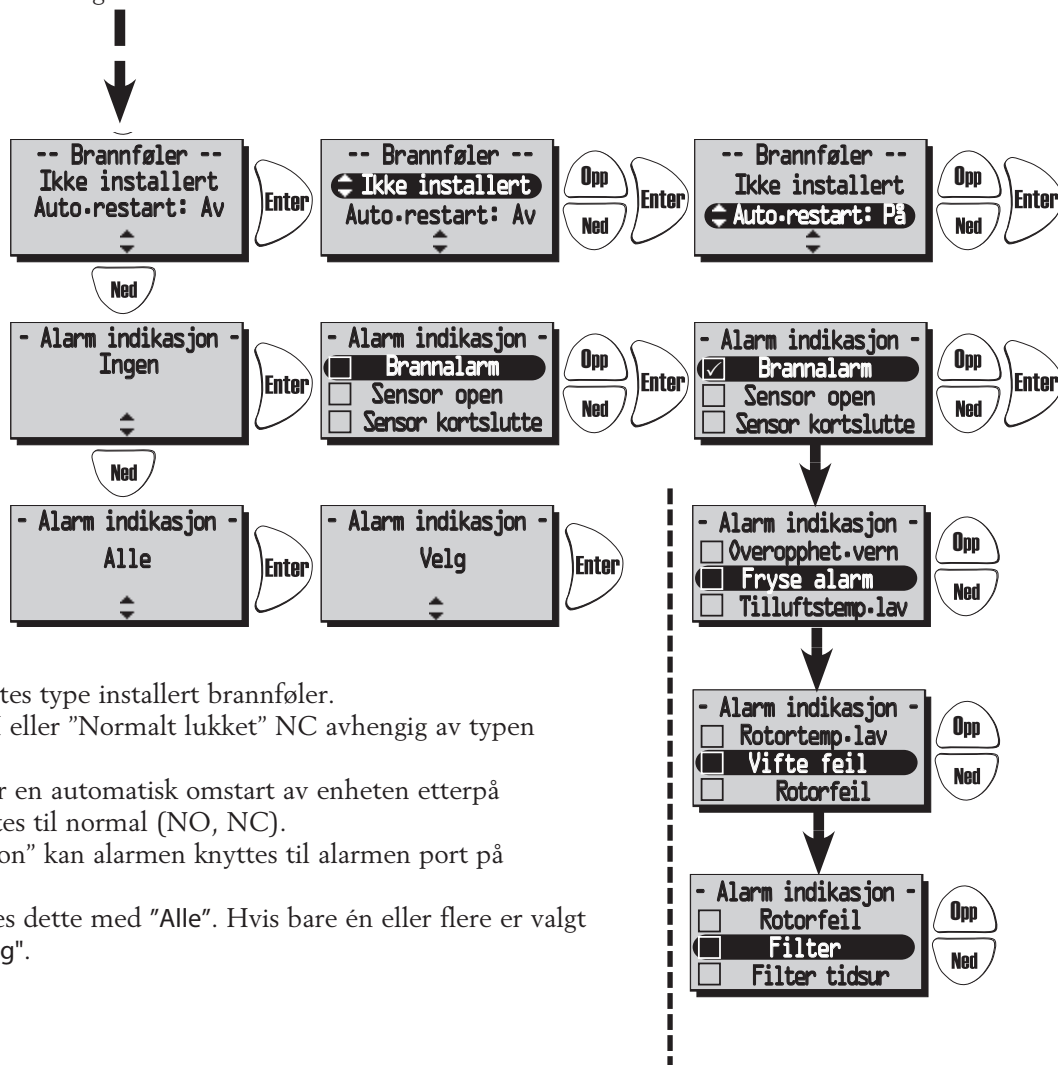 -- Brannføler --
Ikke installert
Auto.restart: Av
Enter
-- Brannføler --
Ikke installert
Auto.restart: Av
Opp
Ned
Enter
-- Brannføler --
Ikke installert
Auto.restart: På
Opp
Ned
Enter
Ned
- Alarm indikasjon -
Ingen
Enter
- Alarm indikasjon -
Brannalarm
Sensor open
Sensor kortslutte
Opp
Ned
Enter
- Alarm indikasjon -
Brannalarm
Sensor open
Sensor kortslutte
Opp
Ned
Enter
Ned
- Alarm indikasjon -
Alle
Enter
- Alarm indikasjon -
Velg
Enter
- Alarm indikasjon -
Overopphet.vern
Fryse alarm
Tilluftstemp.lav
Opp
Ned
- Alarm indikasjon -
Rotortemp.lav
Vifte feil
Rotorfeil
Opp
Ned
- Alarm indikasjon -
Rotorfeil
Filter
Filter tidsur
Opp
Ned
tes type installert brannføler.
eller ”Normalt lukket” NC avhengig av typen
r en automatisk omstart av enheten etterpå
tes til normal (NO, NC).
on” kan alarmen knyttes til alarmen port på
es dette med ”Alle”. Hvis bare én eller flere er valgt
g".